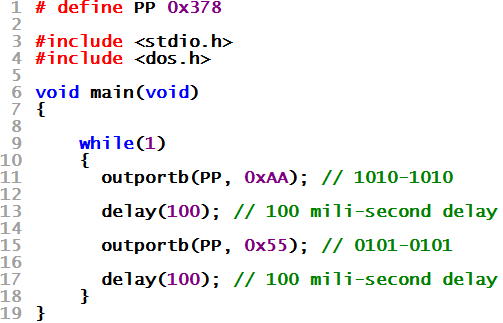 1 # define PP 0x378
2
3 #include <stdio.h>
4 #include <dos.h>
5
6 void main(void)
7 {
8
9 while(1)
10 {
11 outportb(PP, 0xAA); // 1010-1010
12
13 delay(100); // 100 mili-second delay
14
15 outportb(PP, 0x55); // 0101-0101
16
17 delay(100); // 100 mili-second delay
18 }
19 }